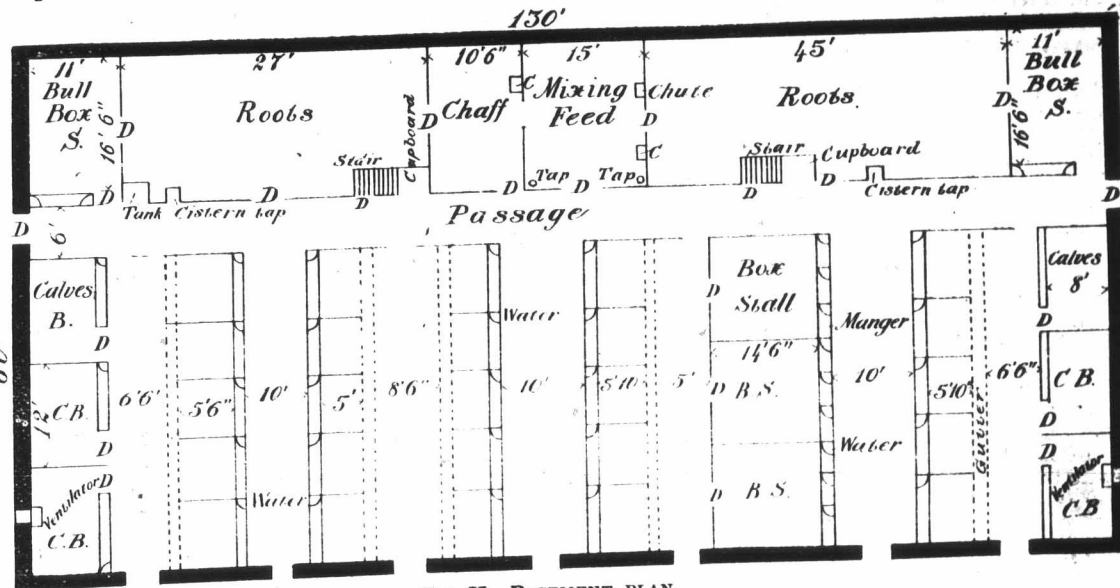 130'
11' 27' 10'6" 15' 45' 11'
Bull
Box
S.
16'6"
D
Roots
Cupboard
Stair
D
D
Chaff
C
Mixing
Feed
Chute
C
D
Roots
Stair
Cupboard
D
16'6"
Bull
Box
S.
D
Tank
Cistern tap
D
D
D
Tap
D
Tap
D
D
Cistern tap
D
D
6'
Passage
Calves
B.
D
12'
C.B.
D
D
Ventilator
C.B.
6'6'
5'6"
10'
Water
5'
8'6"
Water
10'
5'10
5'
D
Box
Stall
14'6"
D
B.S.
D
B.S.
Manger
10'
Water
5'10"
Gutter
6'6"
Calves
8'
D
D
C.B.
D
D
Ventilator
C.B
BASEMENT PLAN